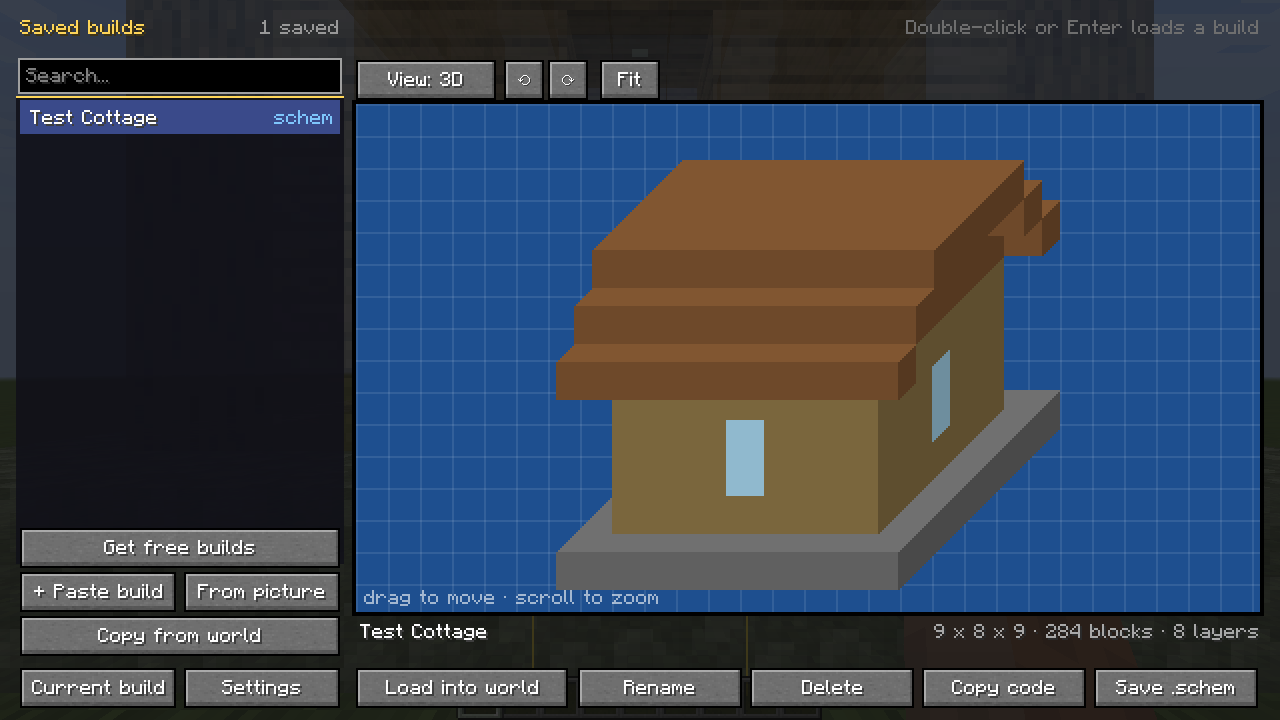 Saved builds 1 saved Double-click or Enter loads a build
Search...
View: 3D ⟲ ⟳ Fit
Test Cottage schem
Get free builds
+ Paste build From picture
drag to move · scroll to zoom
Copy from world
Test Cottage 9 x 8 x 9 · 284 blocks · 8 layers
Current build Settings Load into world Rename Delete Copy code Save .schem